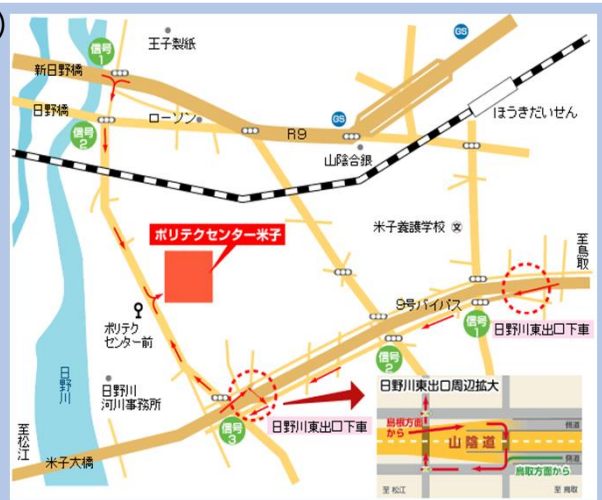 )
王子製紙
信号
1
新日野橋
GS
日野橋
ローソン
GS
ほうきだいせん
信号
2
R9
山陰合銀
ポリテクセンター米子
米子養護学校 文
至鳥取
9号バイパス
信号
1
日野川東出口下車
ポリテク
センター前
信号
2
日野川
日野川
河川事務所
日野川東出口周辺拡大
島根方面
から
側道
山陰道
側道
鳥取方面から
至 松江
至 鳥取
信号
3
日野川東出口下車
至松江
米子大橋